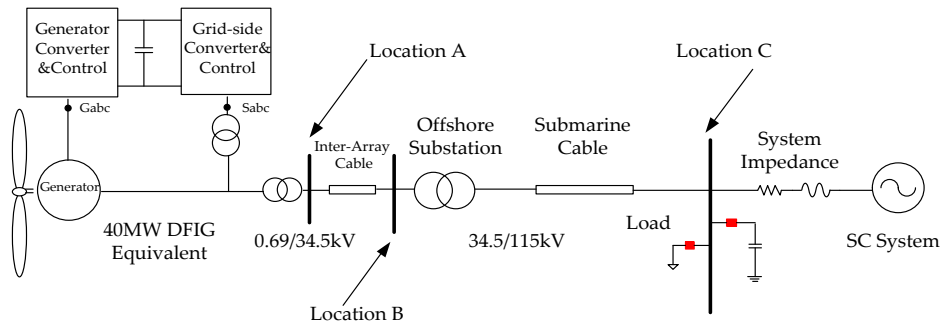 Generator
Converter
&Control
Grid-side
Converter&
Control
Gabc
Sabc
Location A
Location C
Inter-Array
Cable
Offshore
Substation
Submarine
Cable
System
Impedance
Generator
40MW DFIG
Equivalent
0.69/34.5kV
34.5/115kV
Load
SC System
Location B